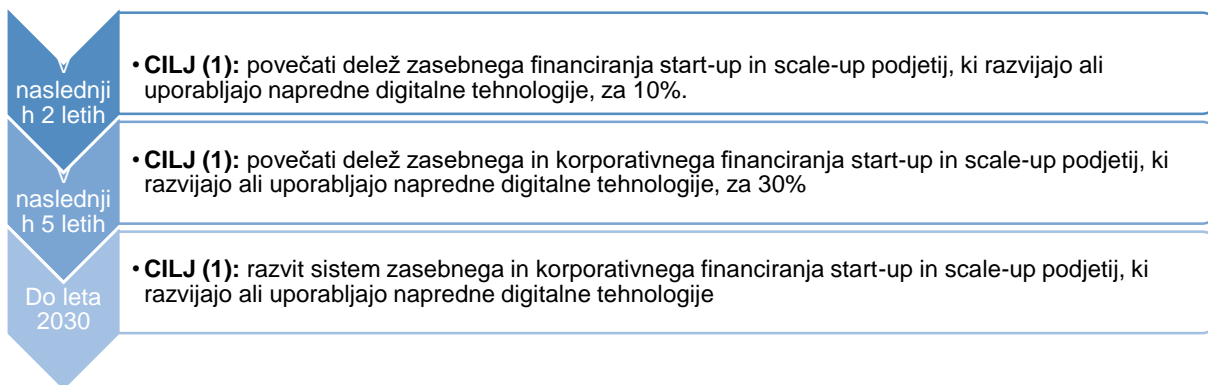 V
naslednji
h 2 letih
• CILJ (1): povečati delež zasebnega financiranja start-up in scale-up podjetij, ki razvijajo ali
uporabljajo napredne digitalne tehnologije, za 10%.
V
naslednji
h 5 letih
• CILJ (1): povečati delež zasebnega in korporativnega financiranja start-up in scale-up podjetij, ki
razvijajo ali uporabljajo napredne digitalne tehnologije, za 30%
Do leta
2030
• CILJ (1): razvit sistem zasebnega in korporativnega financiranja start-up in scale-up podjetij, ki
razvijajo ali uporabljajo napredne digitalne tehnologije